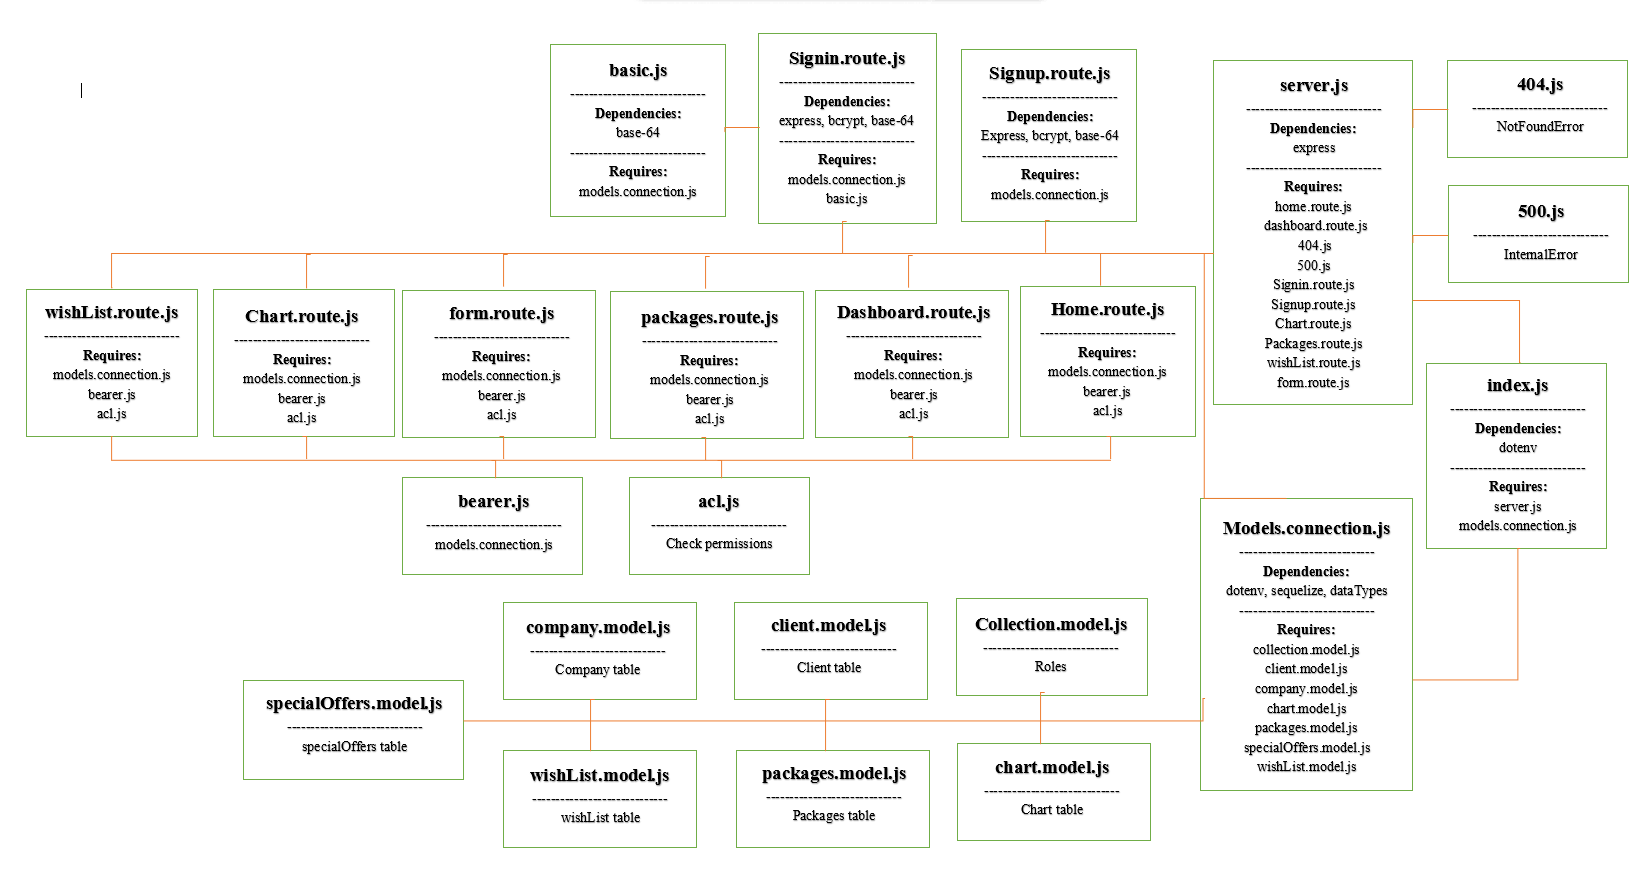 basic.js
----------------------------
Dependencies:
base-64
----------------------------
Requires:
models.connection.js
Signin.route.js
----------------------------
Dependencies:
express, bcrypt, base-64
----------------------------
Requires:
models.connection.js
basic.js
Signup.route.js
----------------------------
Dependencies:
Express, bcrypt, base-64
----------------------------
Requires:
models.connection.js
server.js
----------------------------
Dependencies:
express
----------------------------
Requires:
home.route.js
dashboard.route.js
404.js
500.js
Signin.route.js
Signup.route.js
Chart.route.js
Packages.route.js
wishList.route.js
form.route.js
404.js
----------------------------
NotFoundError
500.js
----------------------------
InternalError
wishList.route.js
----------------------------
Requires:
models.connection.js
bearer.js
acl.js
Chart.route.js
----------------------------
Requires:
models.connection.js
bearer.js
acl.js
form.route.js
----------------------------
Requires:
models.connection.js
bearer.js
acl.js
packages.route.js
----------------------------
Requires:
models.connection.js
bearer.js
acl.js
Dashboard.route.js
----------------------------
Requires:
models.connection.js
bearer.js
acl.js
Home.route.js
----------------------------
Requires:
models.connection.js
bearer.js
acl.js
index.js
----------------------------
Dependencies:
dotenv
----------------------------
Requires:
server.js
models.connection.js
bearer.js
----------------------------
models.connection.js
acl.js
----------------------------
Check permissions
Models.connection.js
----------------------------
Dependencies:
dotenv, sequelize, dataTypes
----------------------------
Requires:
collection.model.js
client.model.js
company.model.js
chart.model.js
packages.model.js
specialOffers.model.js
wishList.model.js
company.model.js
----------------------------
Company table
client.model.js
----------------------------
Client table
Collection.model.js
----------------------------
Roles
specialOffers.model.js
----------------------------
specialOffers table
wishList.model.js
----------------------------
wishList table
packages.model.js
----------------------------
Packages table
chart.model.js
----------------------------
Chart table